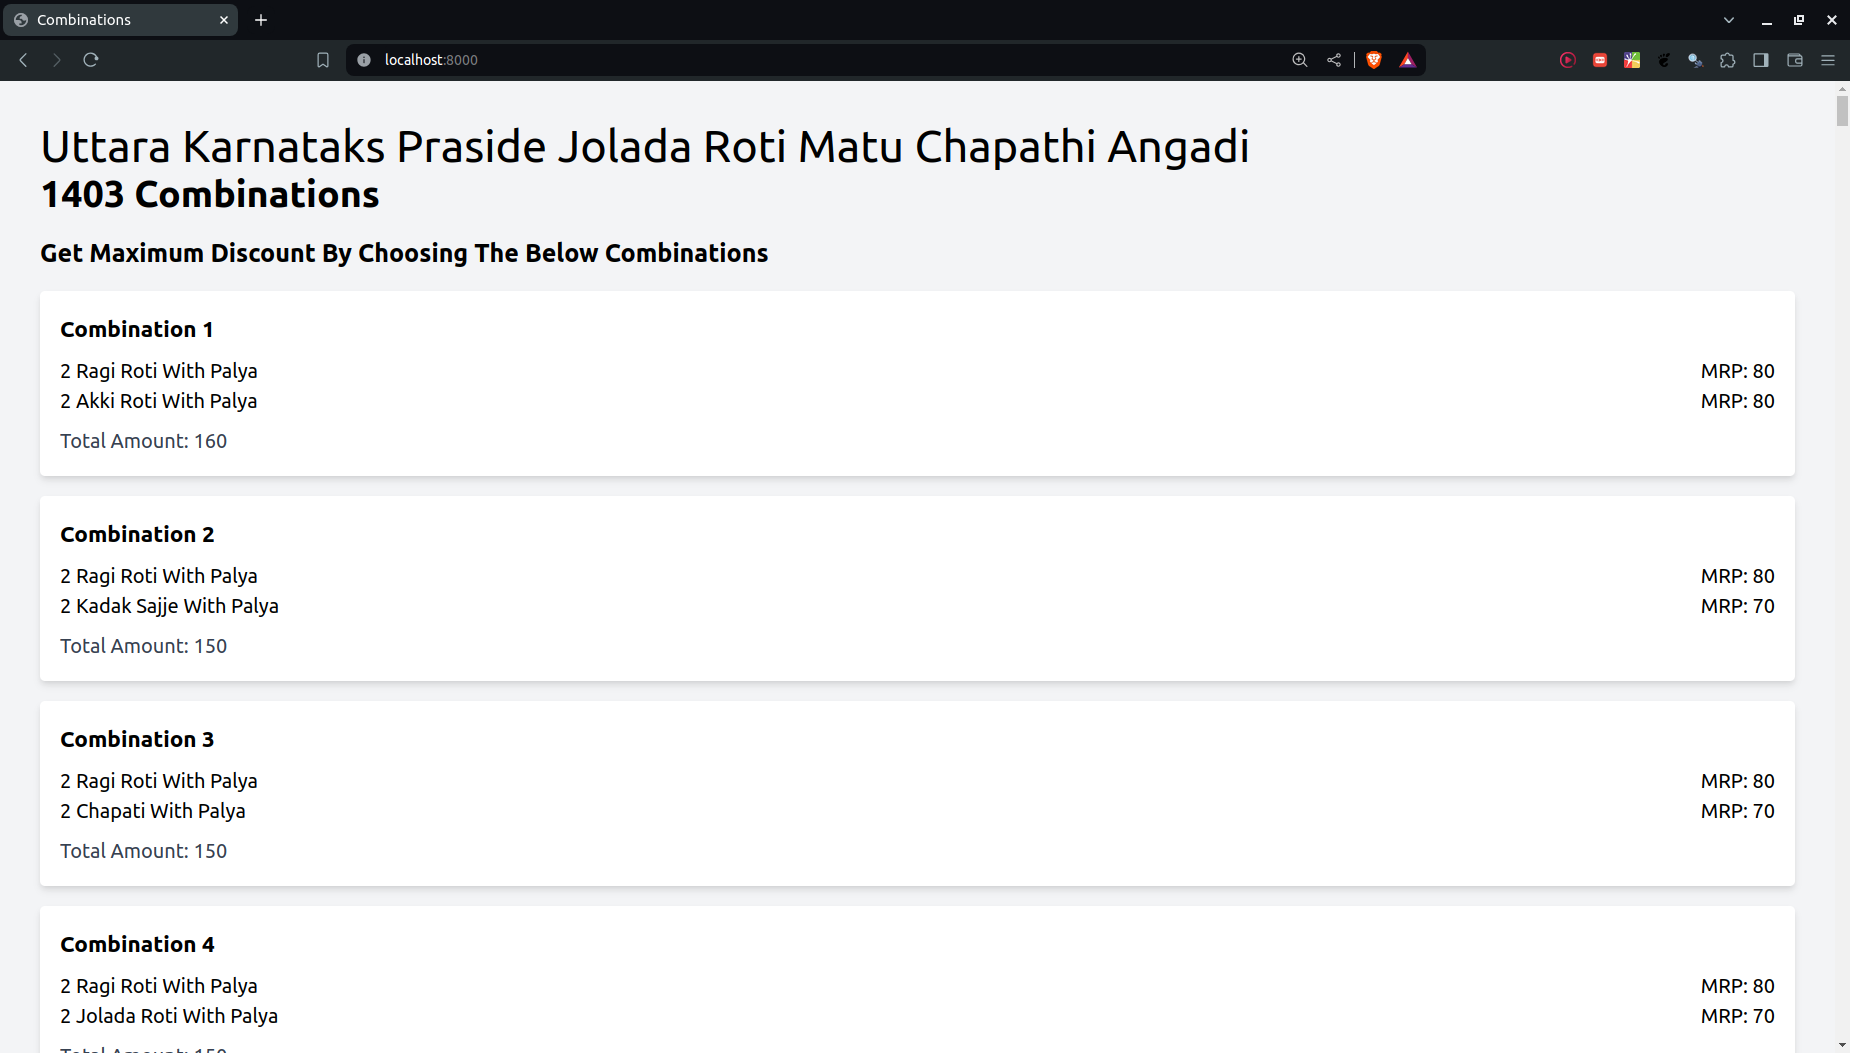 Combinations
localhost:8000
Uttara Karnataks Praside Jolada Roti Matu Chapathi Angadi
1403 Combinations
Get Maximum Discount By Choosing The Below Combinations
Combination 1
2 Ragi Roti With Palya MRP: 80
2 Akki Roti With Palya MRP: 80
Total Amount: 160
Combination 2
2 Ragi Roti With Palya MRP: 80
2 Kadak Sajje With Palya MRP: 70
Total Amount: 150
Combination 3
2 Ragi Roti With Palya MRP: 80
2 Chapati With Palya MRP: 70
Total Amount: 150
Combination 4
2 Ragi Roti With Palya MRP: 80
2 Jolada Roti With Palya MRP: 70
Total Amount: 150